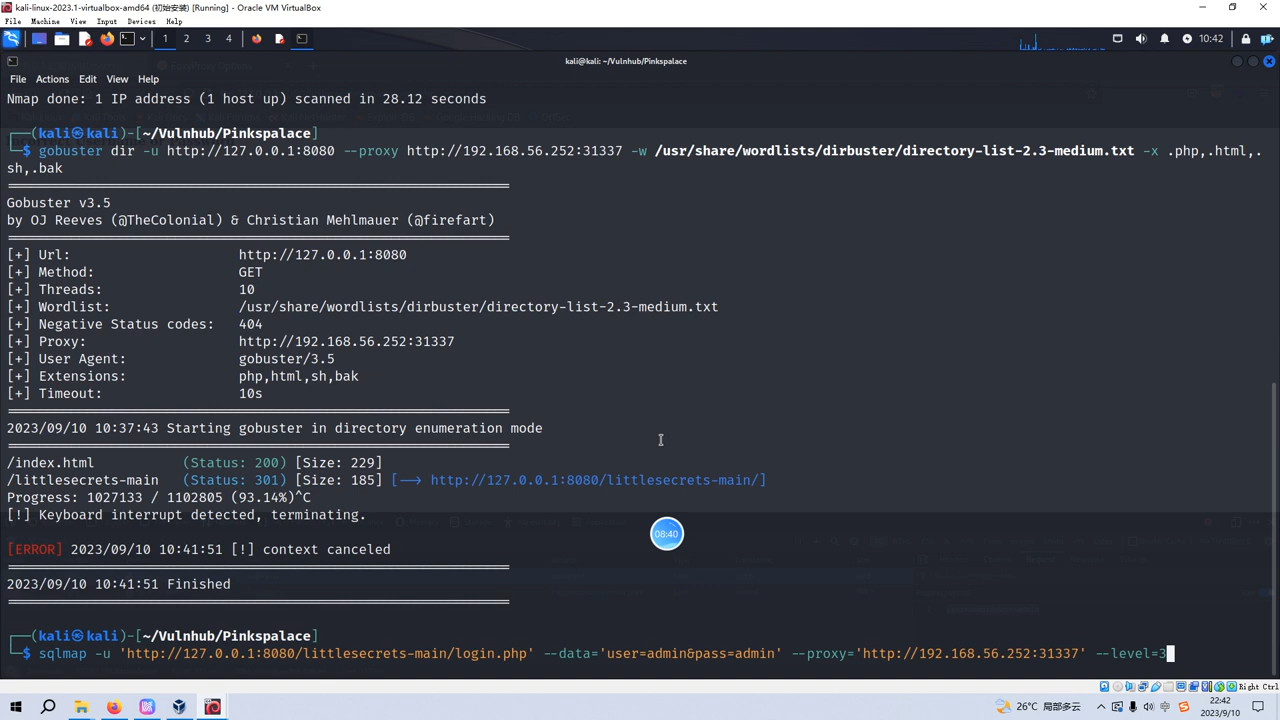 kali-linux-2023.1-virtualbox-amd64 (初始安装) [Running] - Oracle VM VirtualBox
File Machine View Input Devices Help
1 2 3 4 10:42
kali@kali: ~/Vulnhub/Pinkspalace
File Actions Edit View Help
Nmap done: 1 IP address (1 host up) scanned in 28.12 seconds
┌──(kali㉿kali)-[~/Vulnhub/Pinkspalace]
└─$ gobuster dir -u http://127.0.0.1:8080 --proxy http://192.168.56.252:31337 -w /usr/share/wordlists/dirbuster/directory-list-2.3-medium.txt -x .php,.html,.
sh,.bak
===============================================================
Gobuster v3.5
by OJ Reeves (@TheColonial) & Christian Mehlmauer (@firefart)
===============================================================
[+] Url: http://127.0.0.1:8080
[+] Method: GET
[+] Threads: 10
[+] Wordlist: /usr/share/wordlists/dirbuster/directory-list-2.3-medium.txt
[+] Negative Status codes: 404
[+] Proxy: http://192.168.56.252:31337
[+] User Agent: gobuster/3.5
[+] Extensions: php,html,sh,bak
[+] Timeout: 10s
===============================================================
2023/09/10 10:37:43 Starting gobuster in directory enumeration mode
===============================================================
/index.html (Status: 200) [Size: 229]
/littlesecrets-main (Status: 301) [Size: 185] [--> http://127.0.0.1:8080/littlesecrets-main/]
Progress: 1027133 / 1102805 (93.14%)^C
[!] Keyboard interrupt detected, terminating.
08:40
[ERROR] 2023/09/10 10:41:51 [!] context canceled
===============================================================
2023/09/10 10:41:51 Finished
===============================================================
┌──(kali㉿kali)-[~/Vulnhub/Pinkspalace]
└─$ sqlmap -u 'http://127.0.0.1:8080/littlesecrets-main/login.php' --data='user=admin&pass=admin' --proxy='http://192.168.56.252:31337' --level=3
Right Ctrl
26°C 局部多云 中 22:42
2023/9/10